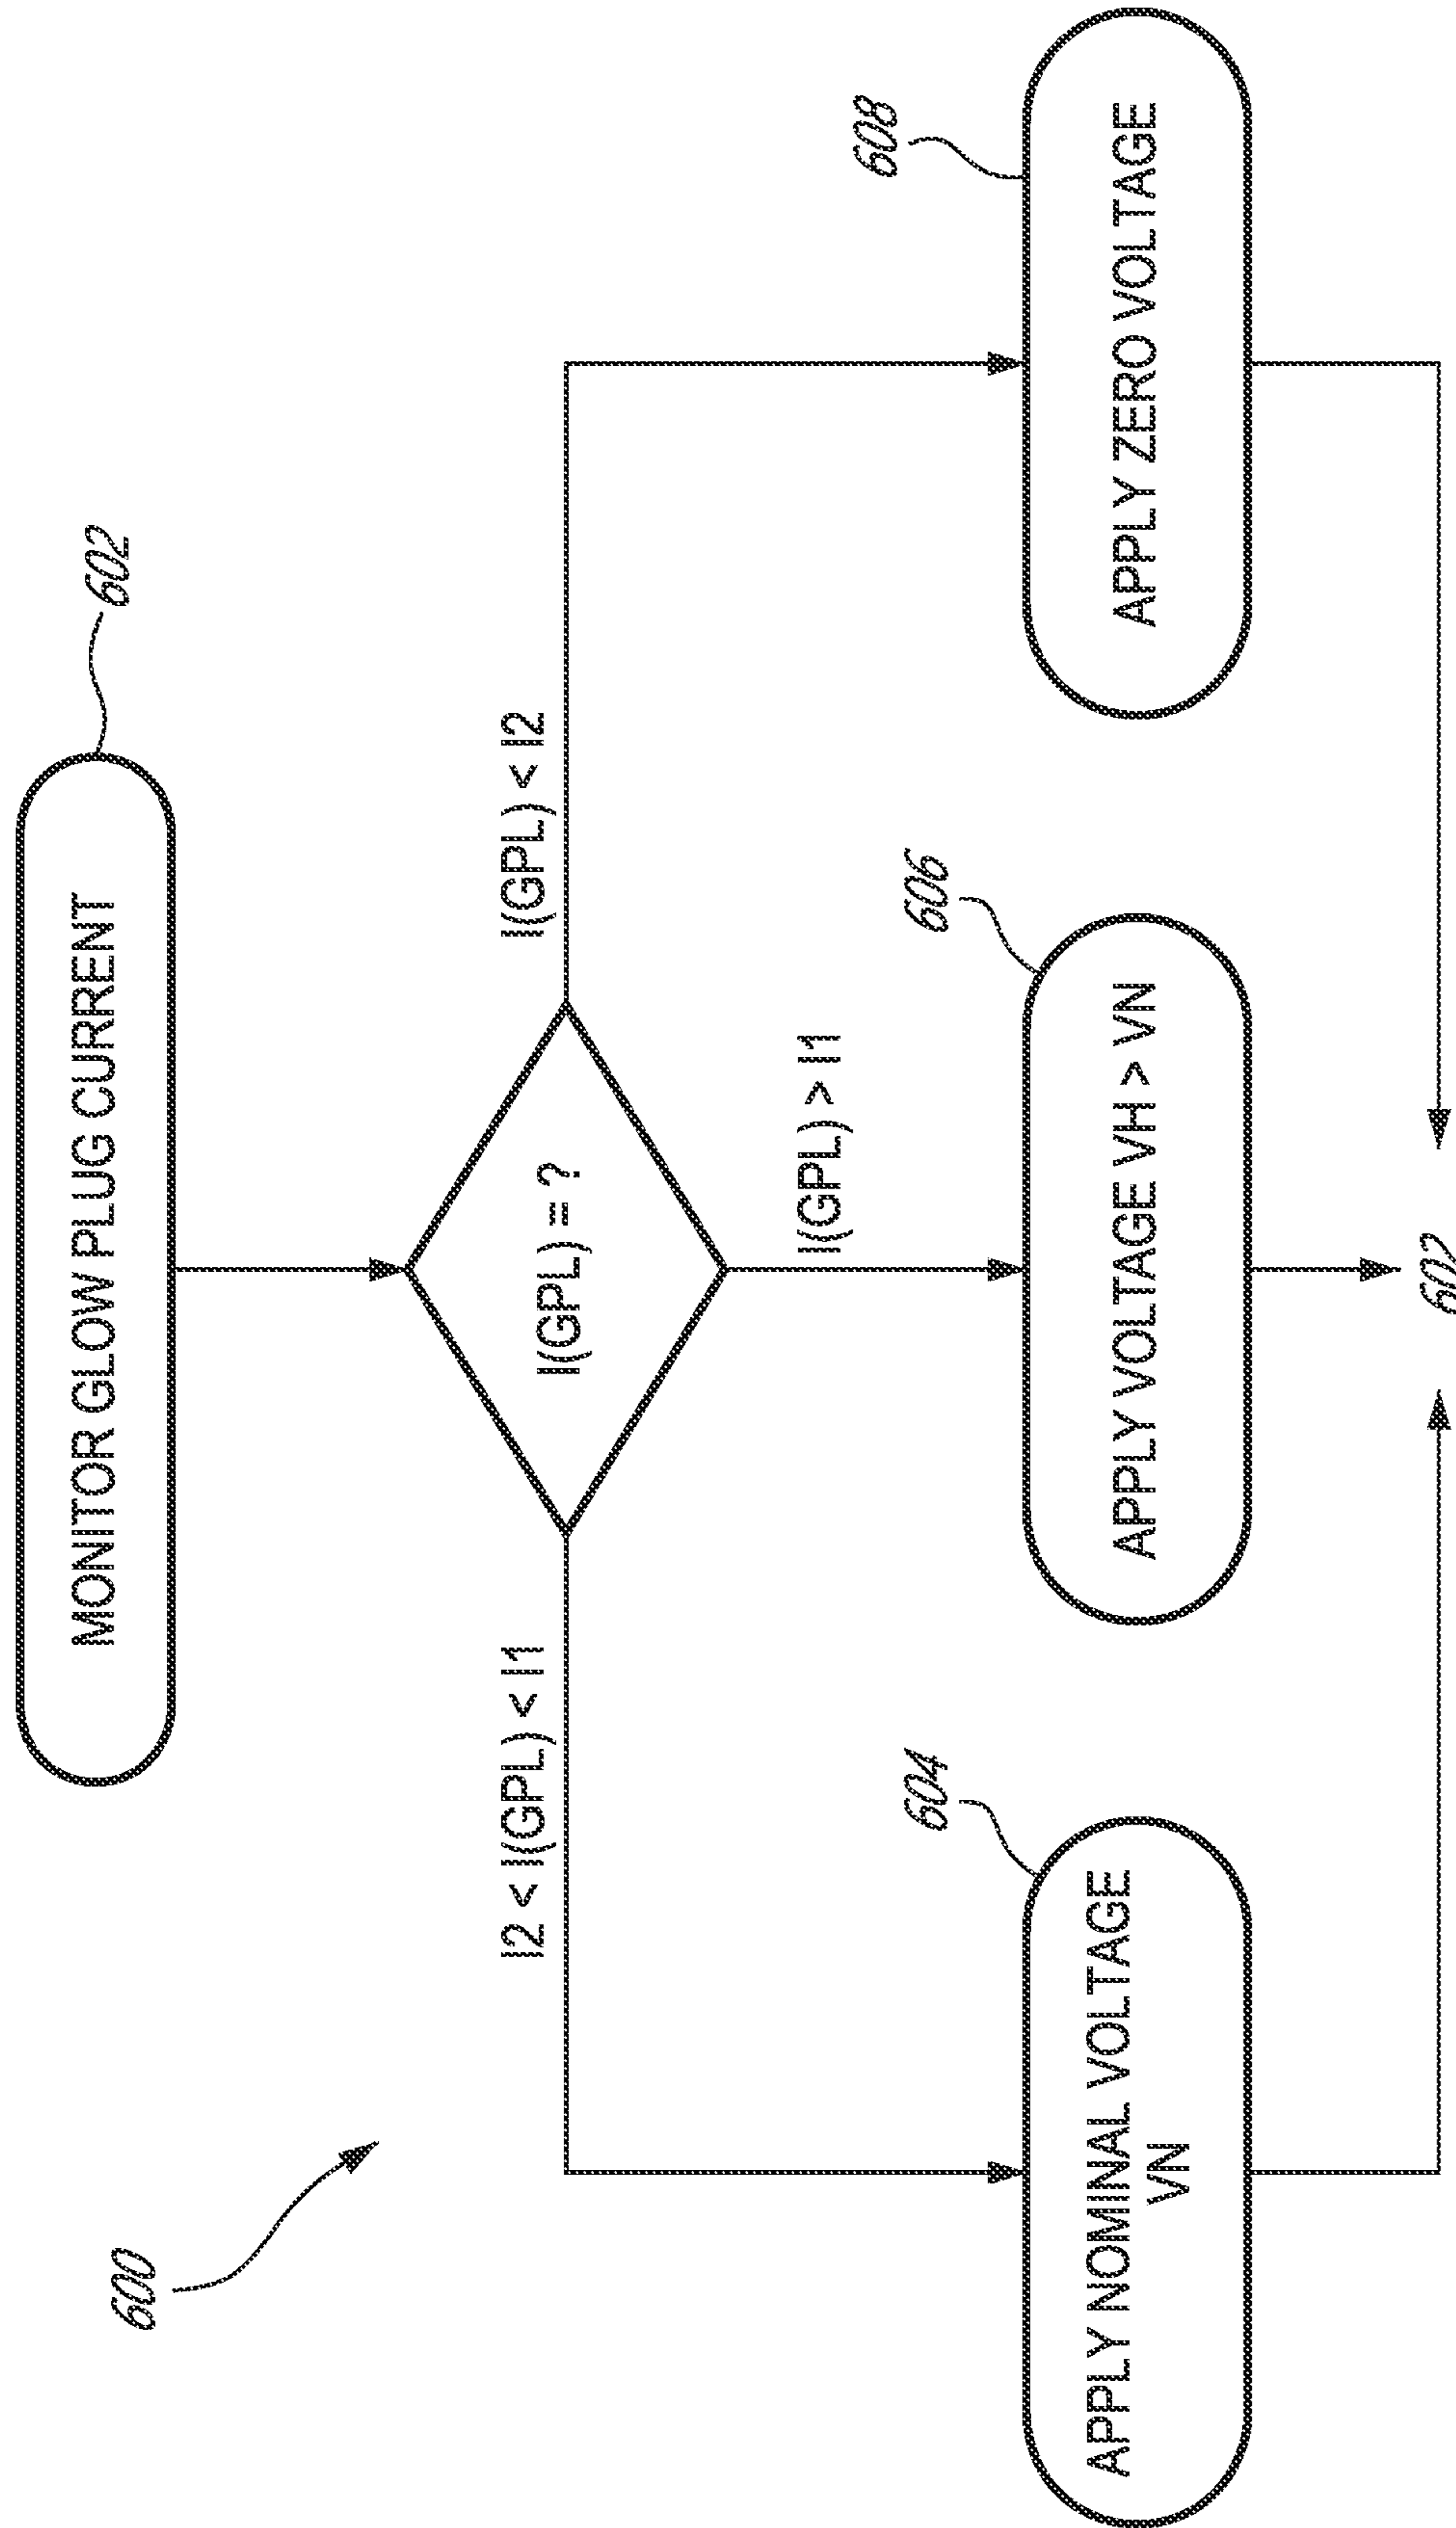 600
MONITOR GLOW PLUG CURRENT
602
I(GPL) = ?
I2 < I(GPL) < I1
I(GPL) < I2
I(GPL) > I1
604
APPLY NOMINAL VOLTAGE
VN
606
APPLY VOLTAGE VH > VN
608
APPLY ZERO VOLTAGE
602